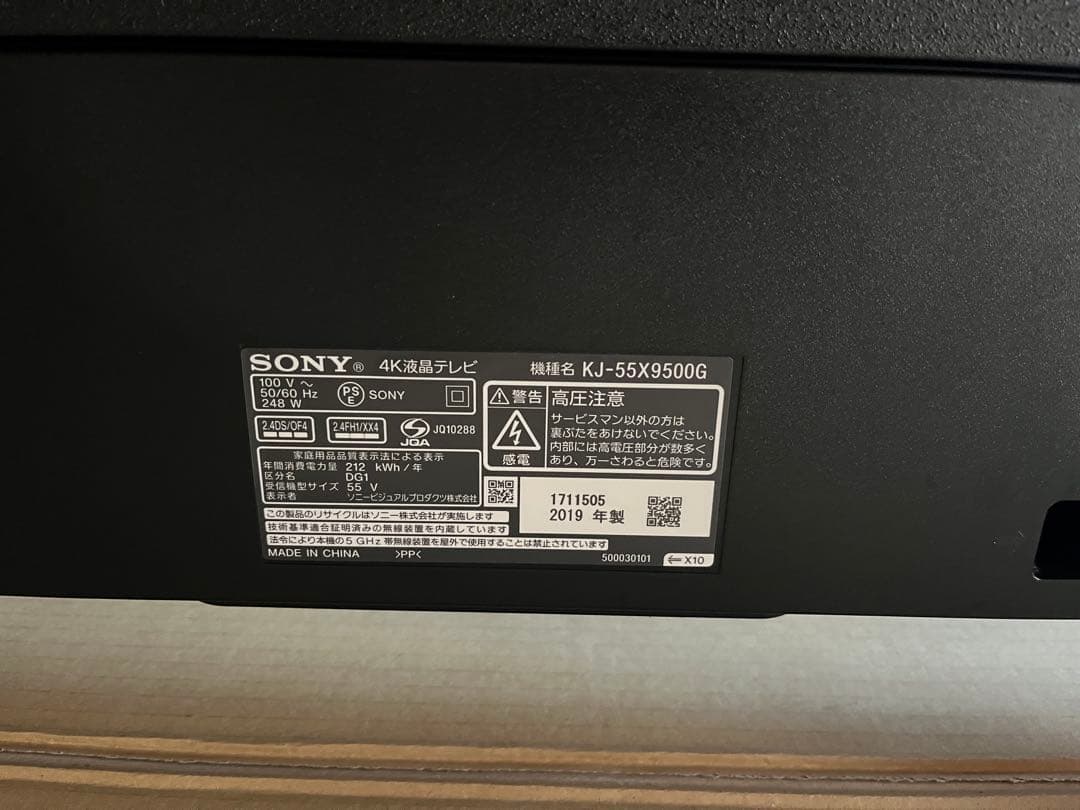 SONY® 4K液晶テレビ 機種名 KJ-55X9500G
100 V ～
50/60 Hz
248 W
PS
E
SONY
2.4DS/OF4
2.4FH1/XX4
JQA
JQ10288
警告
感電
高圧注意
サービスマン以外の方は
裏ぶたをあけないでください。
内部には高電圧部分が数多く
あり、万一さわると危険です。
家庭用品品質表示法による表示
年間消費電力量 212 kWh/年
区分名 DG1
受信機型サイズ 55 V
表示者 ソニービジュアルプロダクツ株式会社
1711505
2019 年製
この製品のリサイクルはソニー株式会社が実施します
技術基準適合証明済みの無線装置を内蔵しています
法令により本機の5 GHz 帯無線装置を屋外で使用することは禁止されています
MADE IN CHINA >PP<
500030101
X10